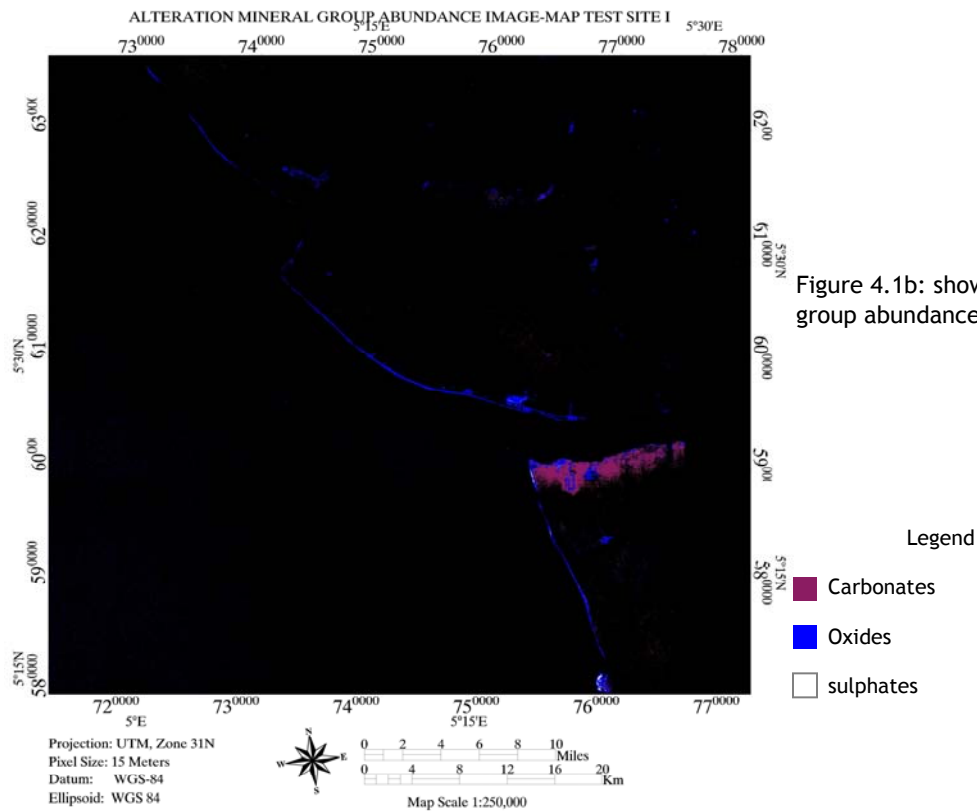 ALTERATION MINERAL GROUP ABUNDANCE IMAGE-MAP TEST SITE I
5°15'E 5°30'E
73⁰⁰⁰⁰ 74⁰⁰⁰⁰ 75⁰⁰⁰⁰ 76⁰⁰⁰⁰ 77⁰⁰⁰⁰ 78⁰⁰⁰⁰
63⁰⁰
62⁰⁰⁰⁰
61⁰⁰⁰⁰
5°30'N
60⁰⁰
59⁰⁰⁰⁰
5°15'N
58⁰⁰⁰⁰
62⁰⁰
61⁰⁰⁰⁰
5°30'N
60⁰⁰⁰⁰
59⁰⁰
5°15'N
58⁰⁰⁰⁰
Figure 4.1b: show
group abundance
Legend
Carbonates
Oxides
sulphates
72⁰⁰⁰⁰ 73⁰⁰⁰⁰ 74⁰⁰⁰⁰ 75⁰⁰⁰⁰ 76⁰⁰⁰⁰ 77⁰⁰⁰⁰
5°E 5°15'E
Projection: UTM, Zone 31N
Pixel Size: 15 Meters
Datum: WGS-84
Ellipsoid: WGS 84
N
W E
S
0 2 4 6 8 10
Miles
0 4 8 12 16 20
Km
Map Scale 1:250,000